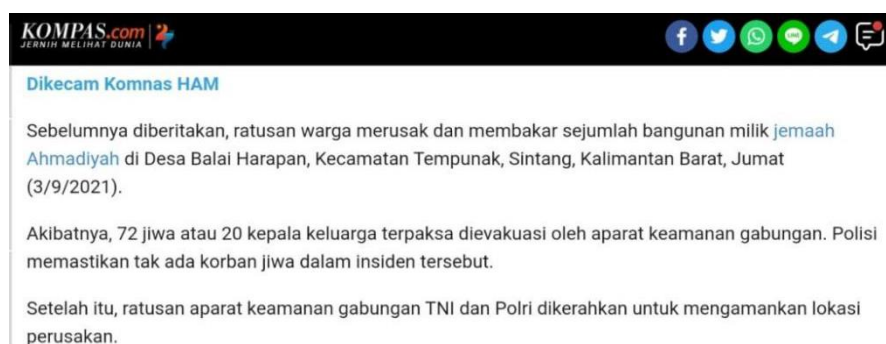 KOMPAS.com
JERNIH MELIHAT DUNIA
Dikecam Komnas HAM
Sebelumnya diberitakan, ratusan warga merusak dan membakar sejumlah bangunan milik jemaah
Ahmadiyah di Desa Balai Harapan, Kecamatan Tempunak, Sintang, Kalimantan Barat, Jumat
(3/9/2021).
Akibatnya, 72 jiwa atau 20 kepala keluarga terpaksa dievakuasi oleh aparat keamanan gabungan. Polisi
memastikan tak ada korban jiwa dalam insiden tersebut.
Setelah itu, ratusan aparat keamanan gabungan TNI dan Polri dikerahkan untuk mengamankan lokasi
perusakan.